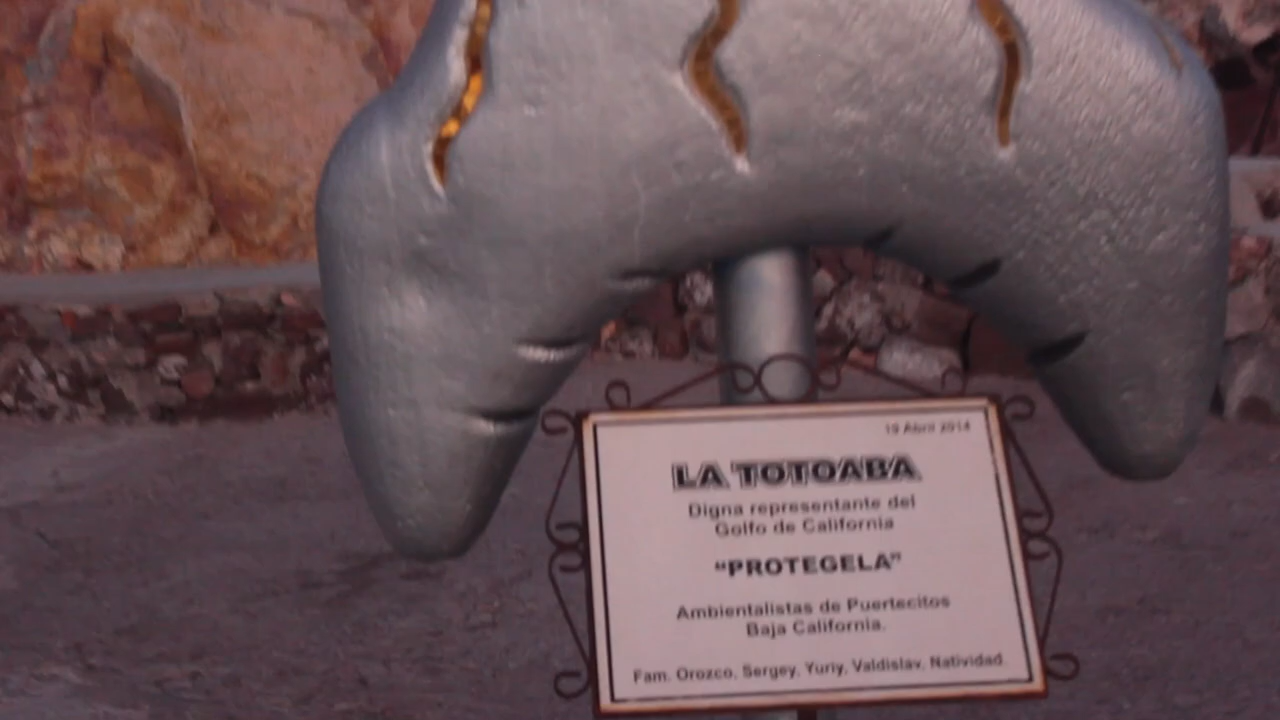 19 Abril 2014
LA TOTOABA
Digna representante del
Golfo de California
“PROTEGELA”
Ambientalistas de Puertecitos
Baja California.
Fam. Orozco, Sergey, Yuriy, Valdislav, Natividad.